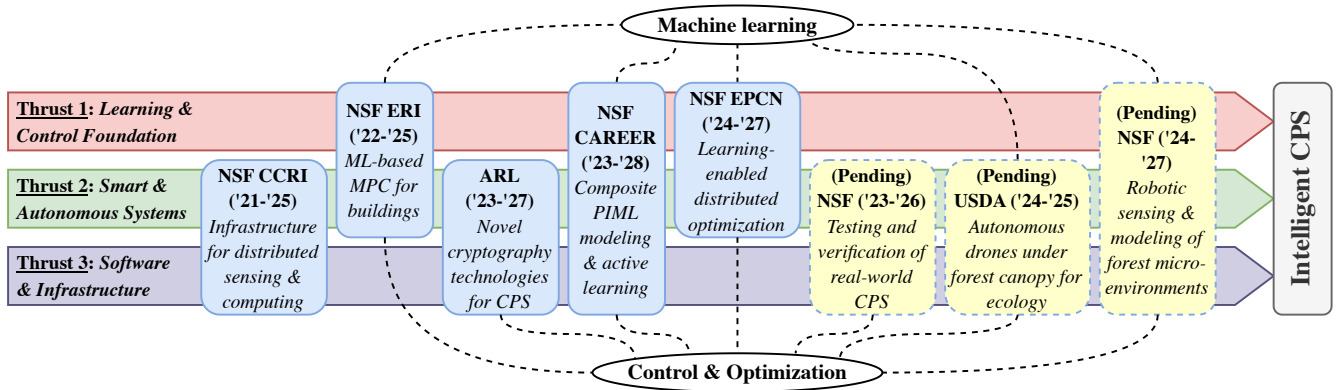 Machine learning
Thrust 1: Learning &
Control Foundation
Thrust 2: Smart &
Autonomous Systems
Thrust 3: Software
& Infrastructure
NSF CCRI
('21-'25)
Infrastructure
for distributed
sensing &
computing
NSF ERI
('22-'25)
ML-based
MPC for
buildings
ARL
('23-'27)
Novel
cryptography
technologies
for CPS
NSF
CAREER
('23-'28)
Composite
PIML
modeling
& active
learning
NSF EPCN
('24-'27)
Learning-
enabled
distributed
optimization
(Pending)
NSF ('23-'26)
Testing and
verification of
real-world
CPS
(Pending)
USDA ('24-'25)
Autonomous
drones under
forest canopy for
ecology
(Pending)
NSF ('24-
'27)
Robotic
sensing &
modeling of
forest micro-
environments
Intelligent CPS
Control & Optimization